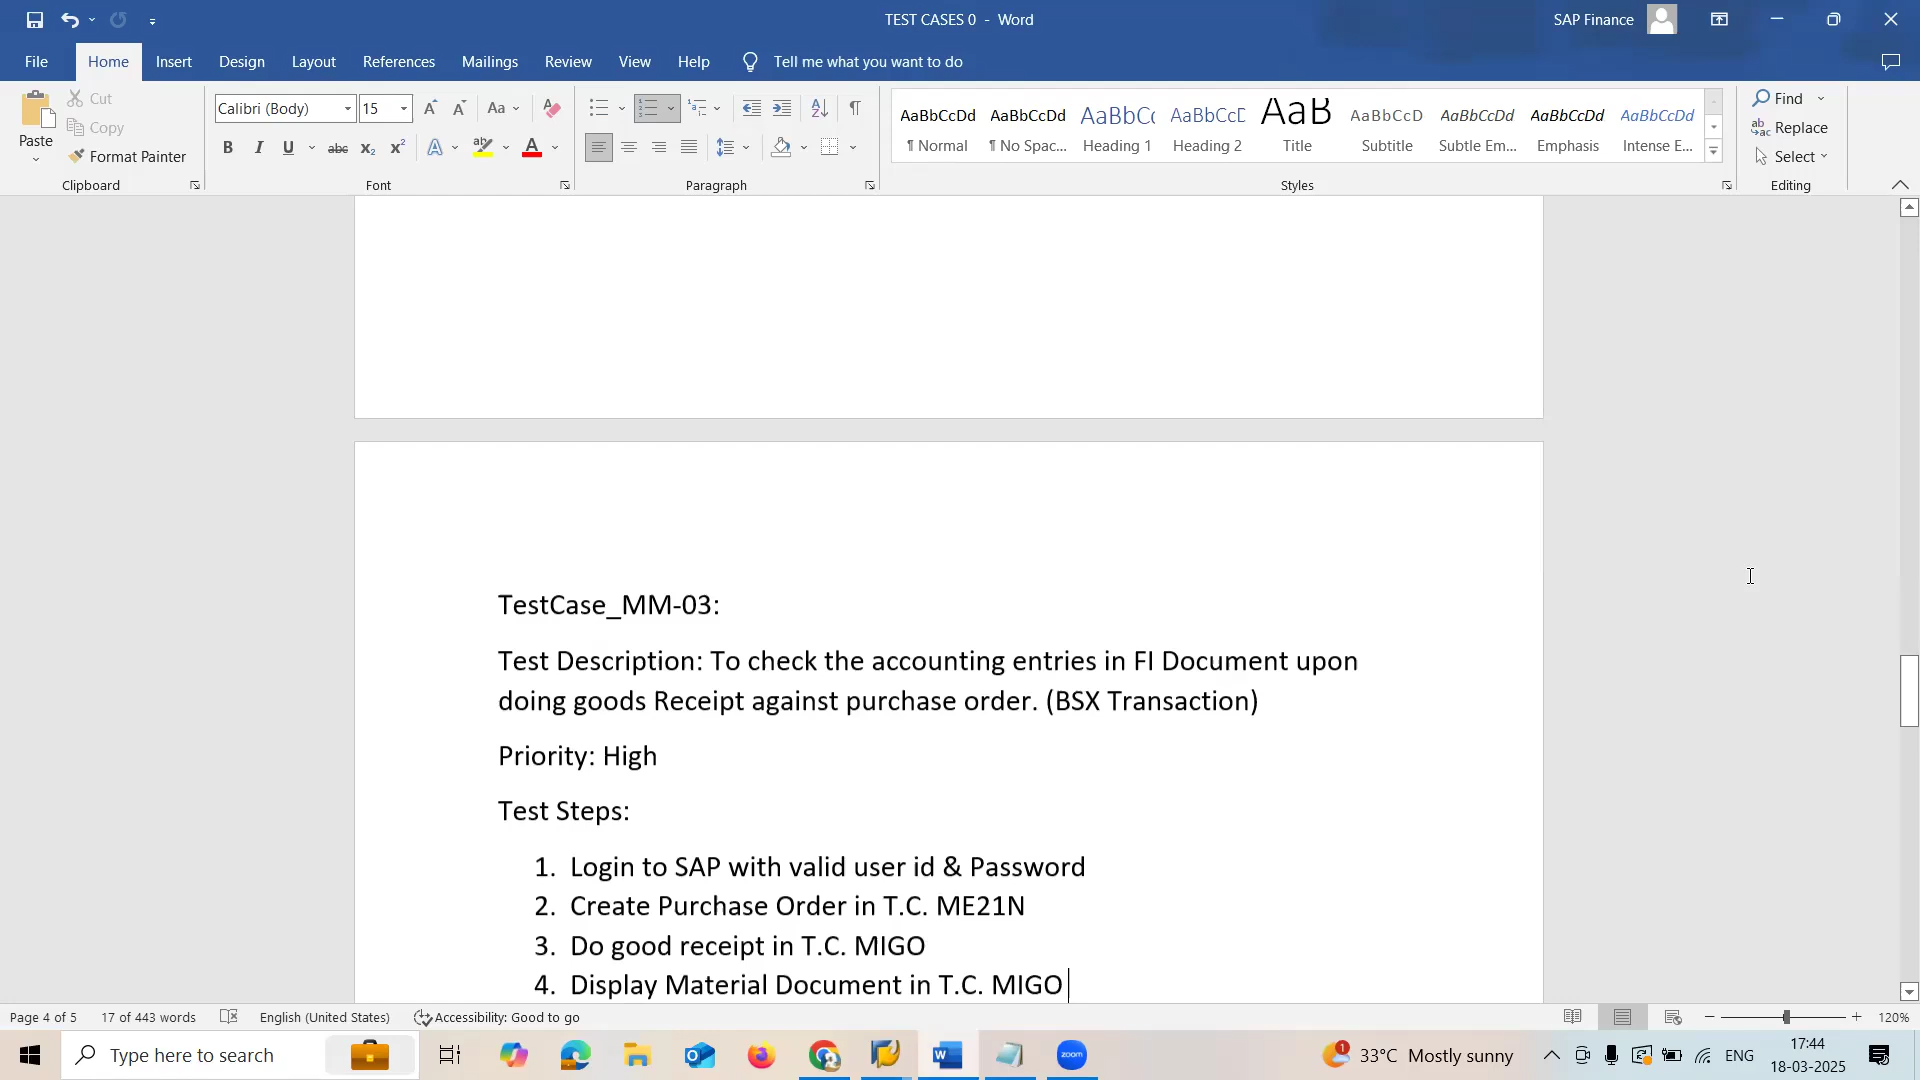 TEST CASES 0 - Word
SAP Finance
File Home Insert Design Layout References Mailings Review View Help Tell me what you want to do
Paste
Cut
Copy
Format Painter
Clipboard
Calibri (Body) 15
Font
Paragraph
AaBbCcDd AaBbCcDd AaBbCc AaBbCcD AaB AaBbCcD AaBbCcDd AaBbCcDd AaBbCcDd
¶ Normal ¶ No Spac... Heading 1 Heading 2 Title Subtitle Subtle Em... Emphasis Intense E...
Styles
Find
Replace
Select
Editing
TestCase_MM-03:
Test Description: To check the accounting entries in FI Document upon
doing goods Receipt against purchase order. (BSX Transaction)
Priority: High
Test Steps:
1. Login to SAP with valid user id & Password
2. Create Purchase Order in T.C. ME21N
3. Do good receipt in T.C. MIGO
4. Display Material Document in T.C. MIGO
Page 4 of 5 17 of 443 words English (United States) Accessibility: Good to go 120%
Type here to search
zoom
33°C Mostly sunny
ENG
17:44
18-03-2025